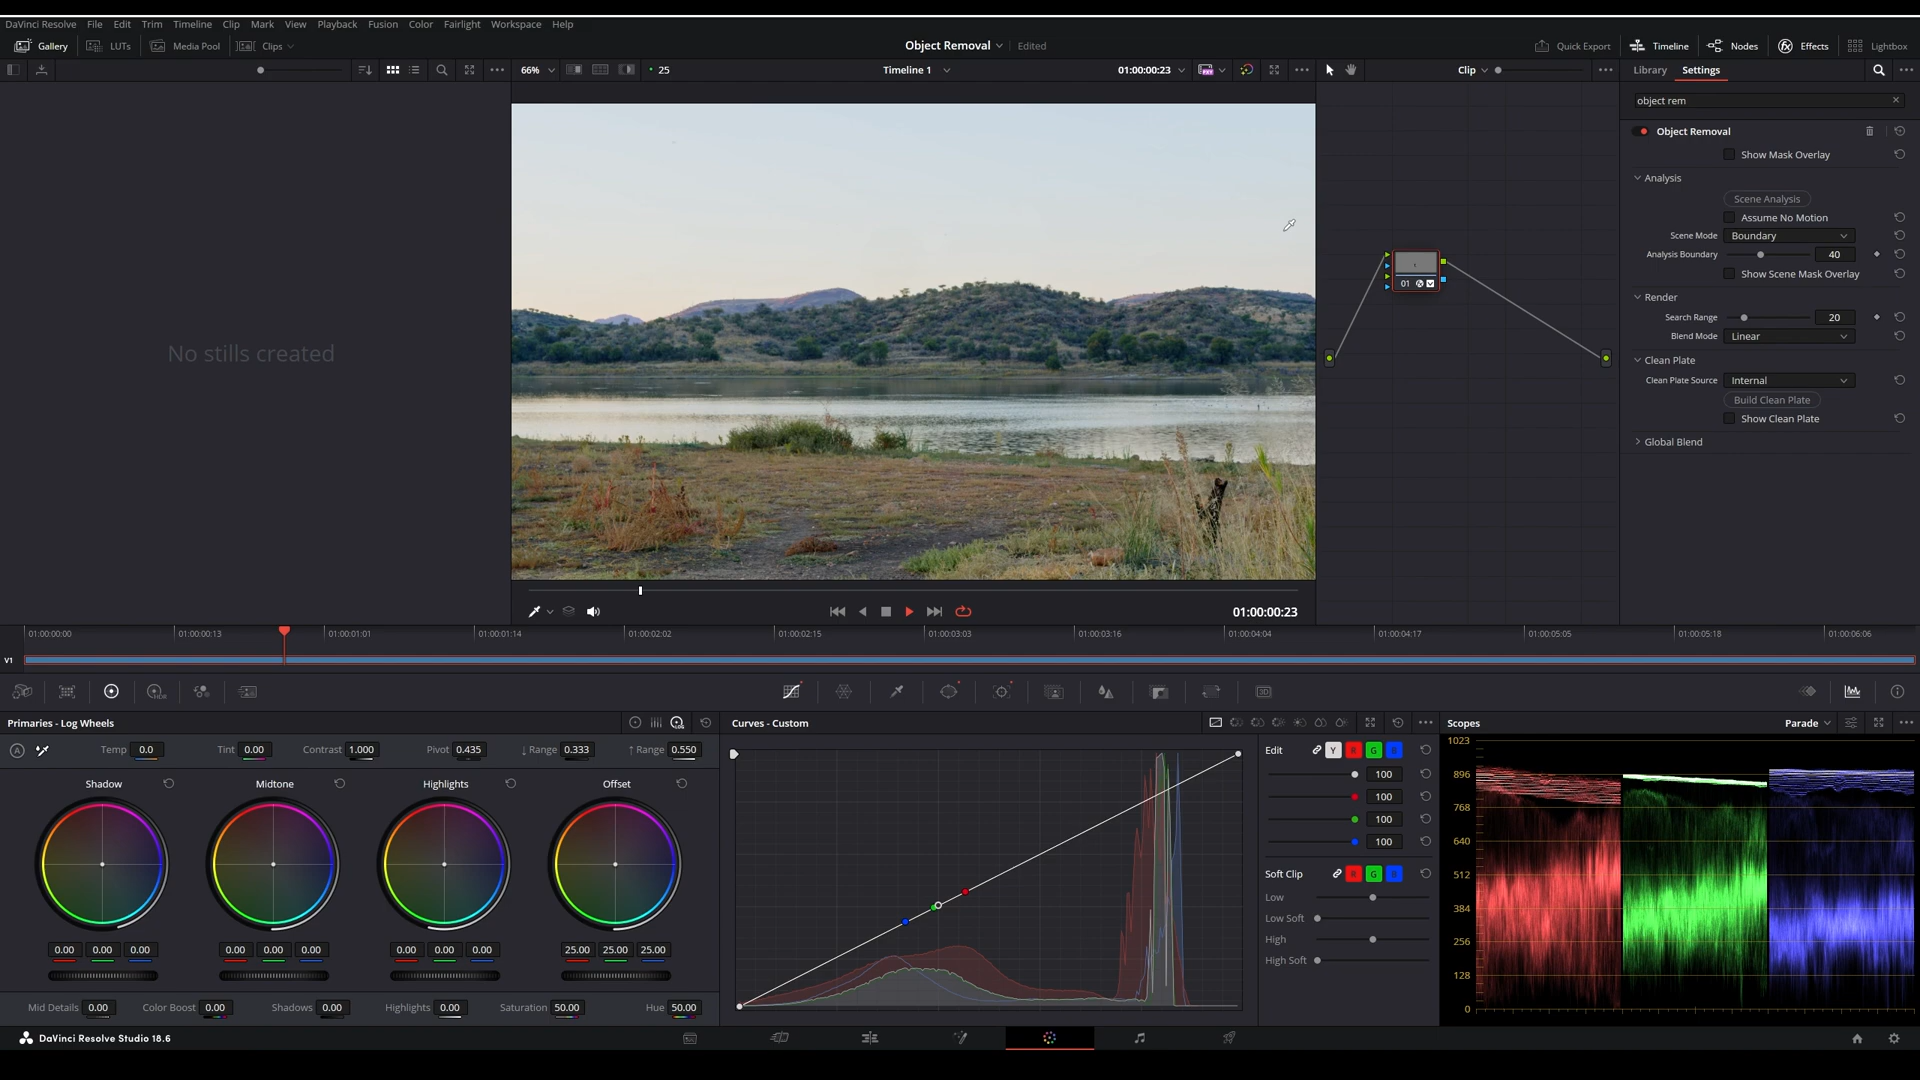 DaVinci Resolve File Edit Trim Timeline Clip Mark View Playback Fusion Color Fairlight Workspace Help
Gallery LUTs Media Pool Clips Object Removal Edited Quick Export Timeline Nodes Effects Lightbox
66% 25 Timeline 1 01:00:00:23 Clip Library Settings
object rem
Object Removal
Show Mask Overlay
Analysis
Scene Analysis
Assume No Motion
Scene Mode Boundary
Analysis Boundary 40
Show Scene Mask Overlay
Render
Search Range 20
Blend Mode Linear
Clean Plate
Clean Plate Source Internal
Build Clean Plate
Show Clean Plate
Global Blend
No stills created
01
01:00:00:23
01:00:00:00 01:00:00:13 01:00:01:01 01:00:01:14 01:00:02:02 01:00:02:15 01:00:03:03 01:00:03:16 01:00:04:04 01:00:04:17 01:00:05:05 01:00:05:18 01:00:06:06
V1
HDR 3D
Primaries - Log Wheels Curves - Custom Scopes Parade
A Temp 0.0 Tint 0.00 Contrast 1.000 Pivot 0.435 ↓ Range 0.333 ↑ Range 0.550
Shadow Midtone Highlights Offset
0.00 0.00 0.00 0.00 0.00 0.00 0.00 0.00 0.00 25.00 25.00 25.00
Mid Details 0.00 Color Boost 0.00 Shadows 0.00 Highlights 0.00 Saturation 50.00 Hue 50.00
Edit Y R G B
100
100
100
100
Soft Clip R G B
Low
Low Soft
High
High Soft
1023
896
768
640
512
384
256
128
0
DaVinci Resolve Studio 18.6